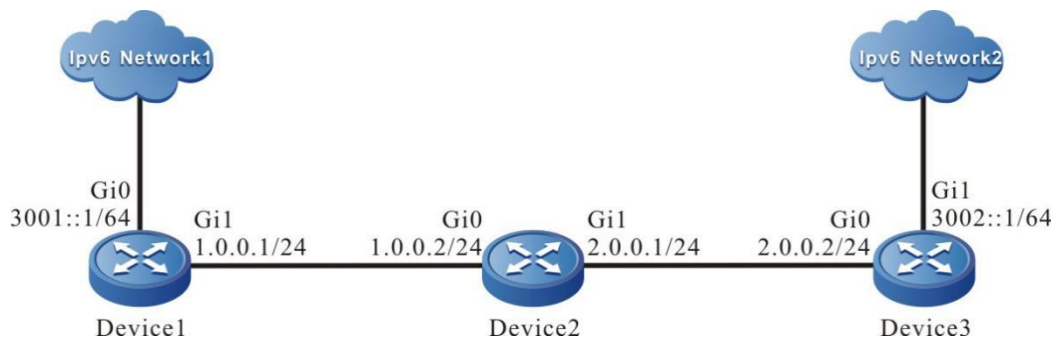 Ipv6 Network1
Ipv6 Network2
Gi0
3001::1/64
Gi1
1.0.0.1/24
Gi0
1.0.0.2/24
Gi1
2.0.0.1/24
Gi0
2.0.0.2/24
Gi1
3002::1/64
Device1
Device2
Device3